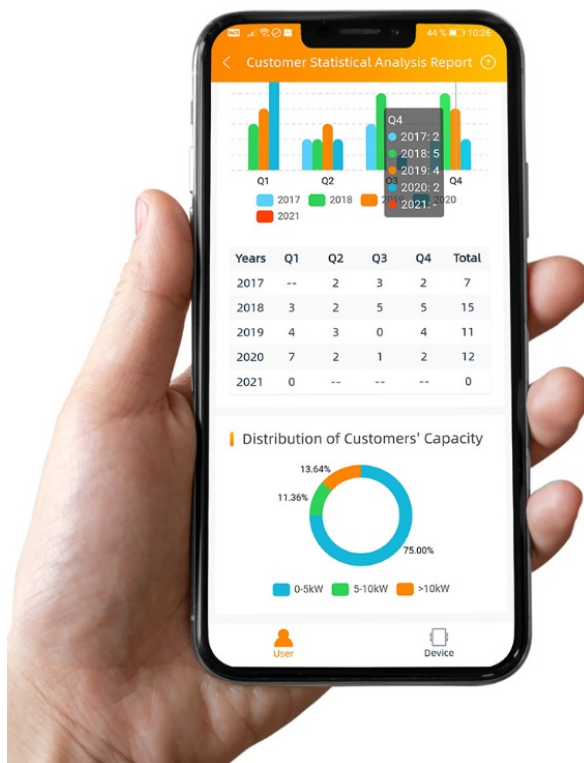 44 % 10:26
Customer Statistical Analysis Report ?
Q4
2017: 2
2018: 5
2019: 4
2020: 2
2021: -
Q1 Q2 Q3 Q4
2017 2018 2019 2020
2021
Years Q1 Q2 Q3 Q4 Total
2017 -- 2 3 2 7
2018 3 2 5 5 15
2019 4 3 0 4 11
2020 7 2 1 2 12
2021 0 -- -- -- 0
Distribution of Customers' Capacity
13.64%
11.36%
75.00%
0-5kW 5-10kW >10kW
User Device